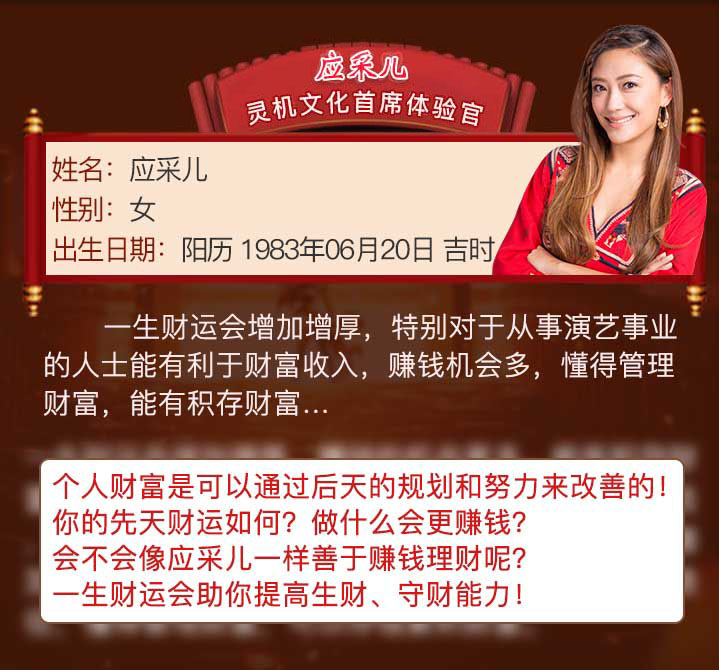 应采儿
灵机文化首席体验官
姓名：应采儿
性别：女
出生日期：阳历 1983年06月20日 吉时
一生财运会增加增厚，特别对于从事演艺事业
的人士能有利于财富收入，赚钱机会多，懂得管理
财富，能有积存财富...
个人财富是可以通过后天的规划和努力来改善的！
你的先天财运如何？做什么会更赚钱？
会不会像应采儿一样善于赚钱理财呢？
一生财运会助你提高生财、守财能力！